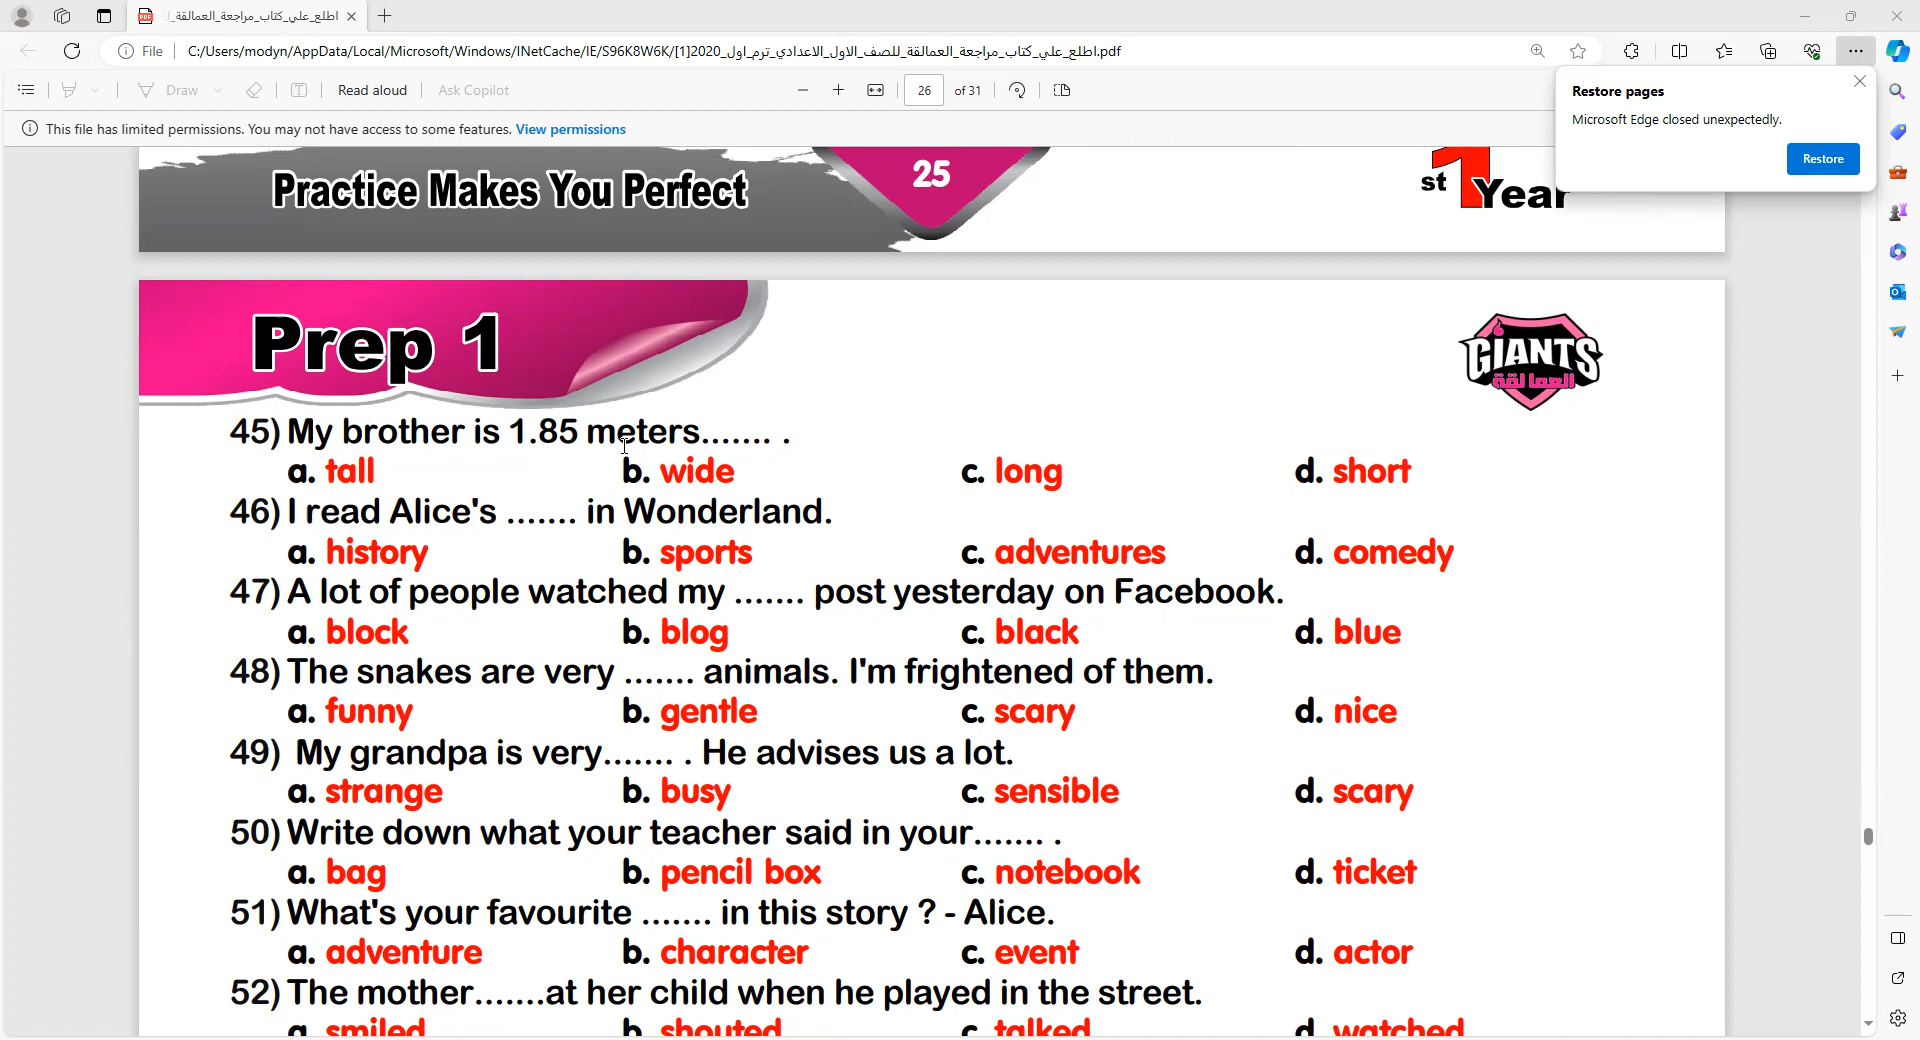 اطلع_علي_كتاب_مراجعة_العمالقة_ل
File
C:/Users/modyn/AppData/Local/Microsoft/Windows/INetCache/IE/S96K8W6K/[1]2020_اطلع_علي_كتاب_مراجعة_العمالقة_للصف_الاول_الاعدادي_ترم_اول.pdf
Draw
Read aloud
Ask Copilot
26 of 31
Restore pages
Microsoft Edge closed unexpectedly.
Restore
This file has limited permissions. You may not have access to some features. View permissions
Practice Makes You Perfect
25
1st Year
Prep 1
GIANTS
العمالقة
45) My brother is 1.85 meters....... .
a. tall b. wide c. long d. short
46) I read Alice's ....... in Wonderland.
a. history b. sports c. adventures d. comedy
47) A lot of people watched my ....... post yesterday on Facebook.
a. block b. blog c. black d. blue
48) The snakes are very ....... animals. I'm frightened of them.
a. funny b. gentle c. scary d. nice
49) My grandpa is very....... . He advises us a lot.
a. strange b. busy c. sensible d. scary
50) Write down what your teacher said in your....... .
a. bag b. pencil box c. notebook d. ticket
51) What's your favourite ....... in this story ? - Alice.
a. adventure b. character c. event d. actor
52) The mother.......at her child when he played in the street.
a. smiled b. shouted c. talked d. watched